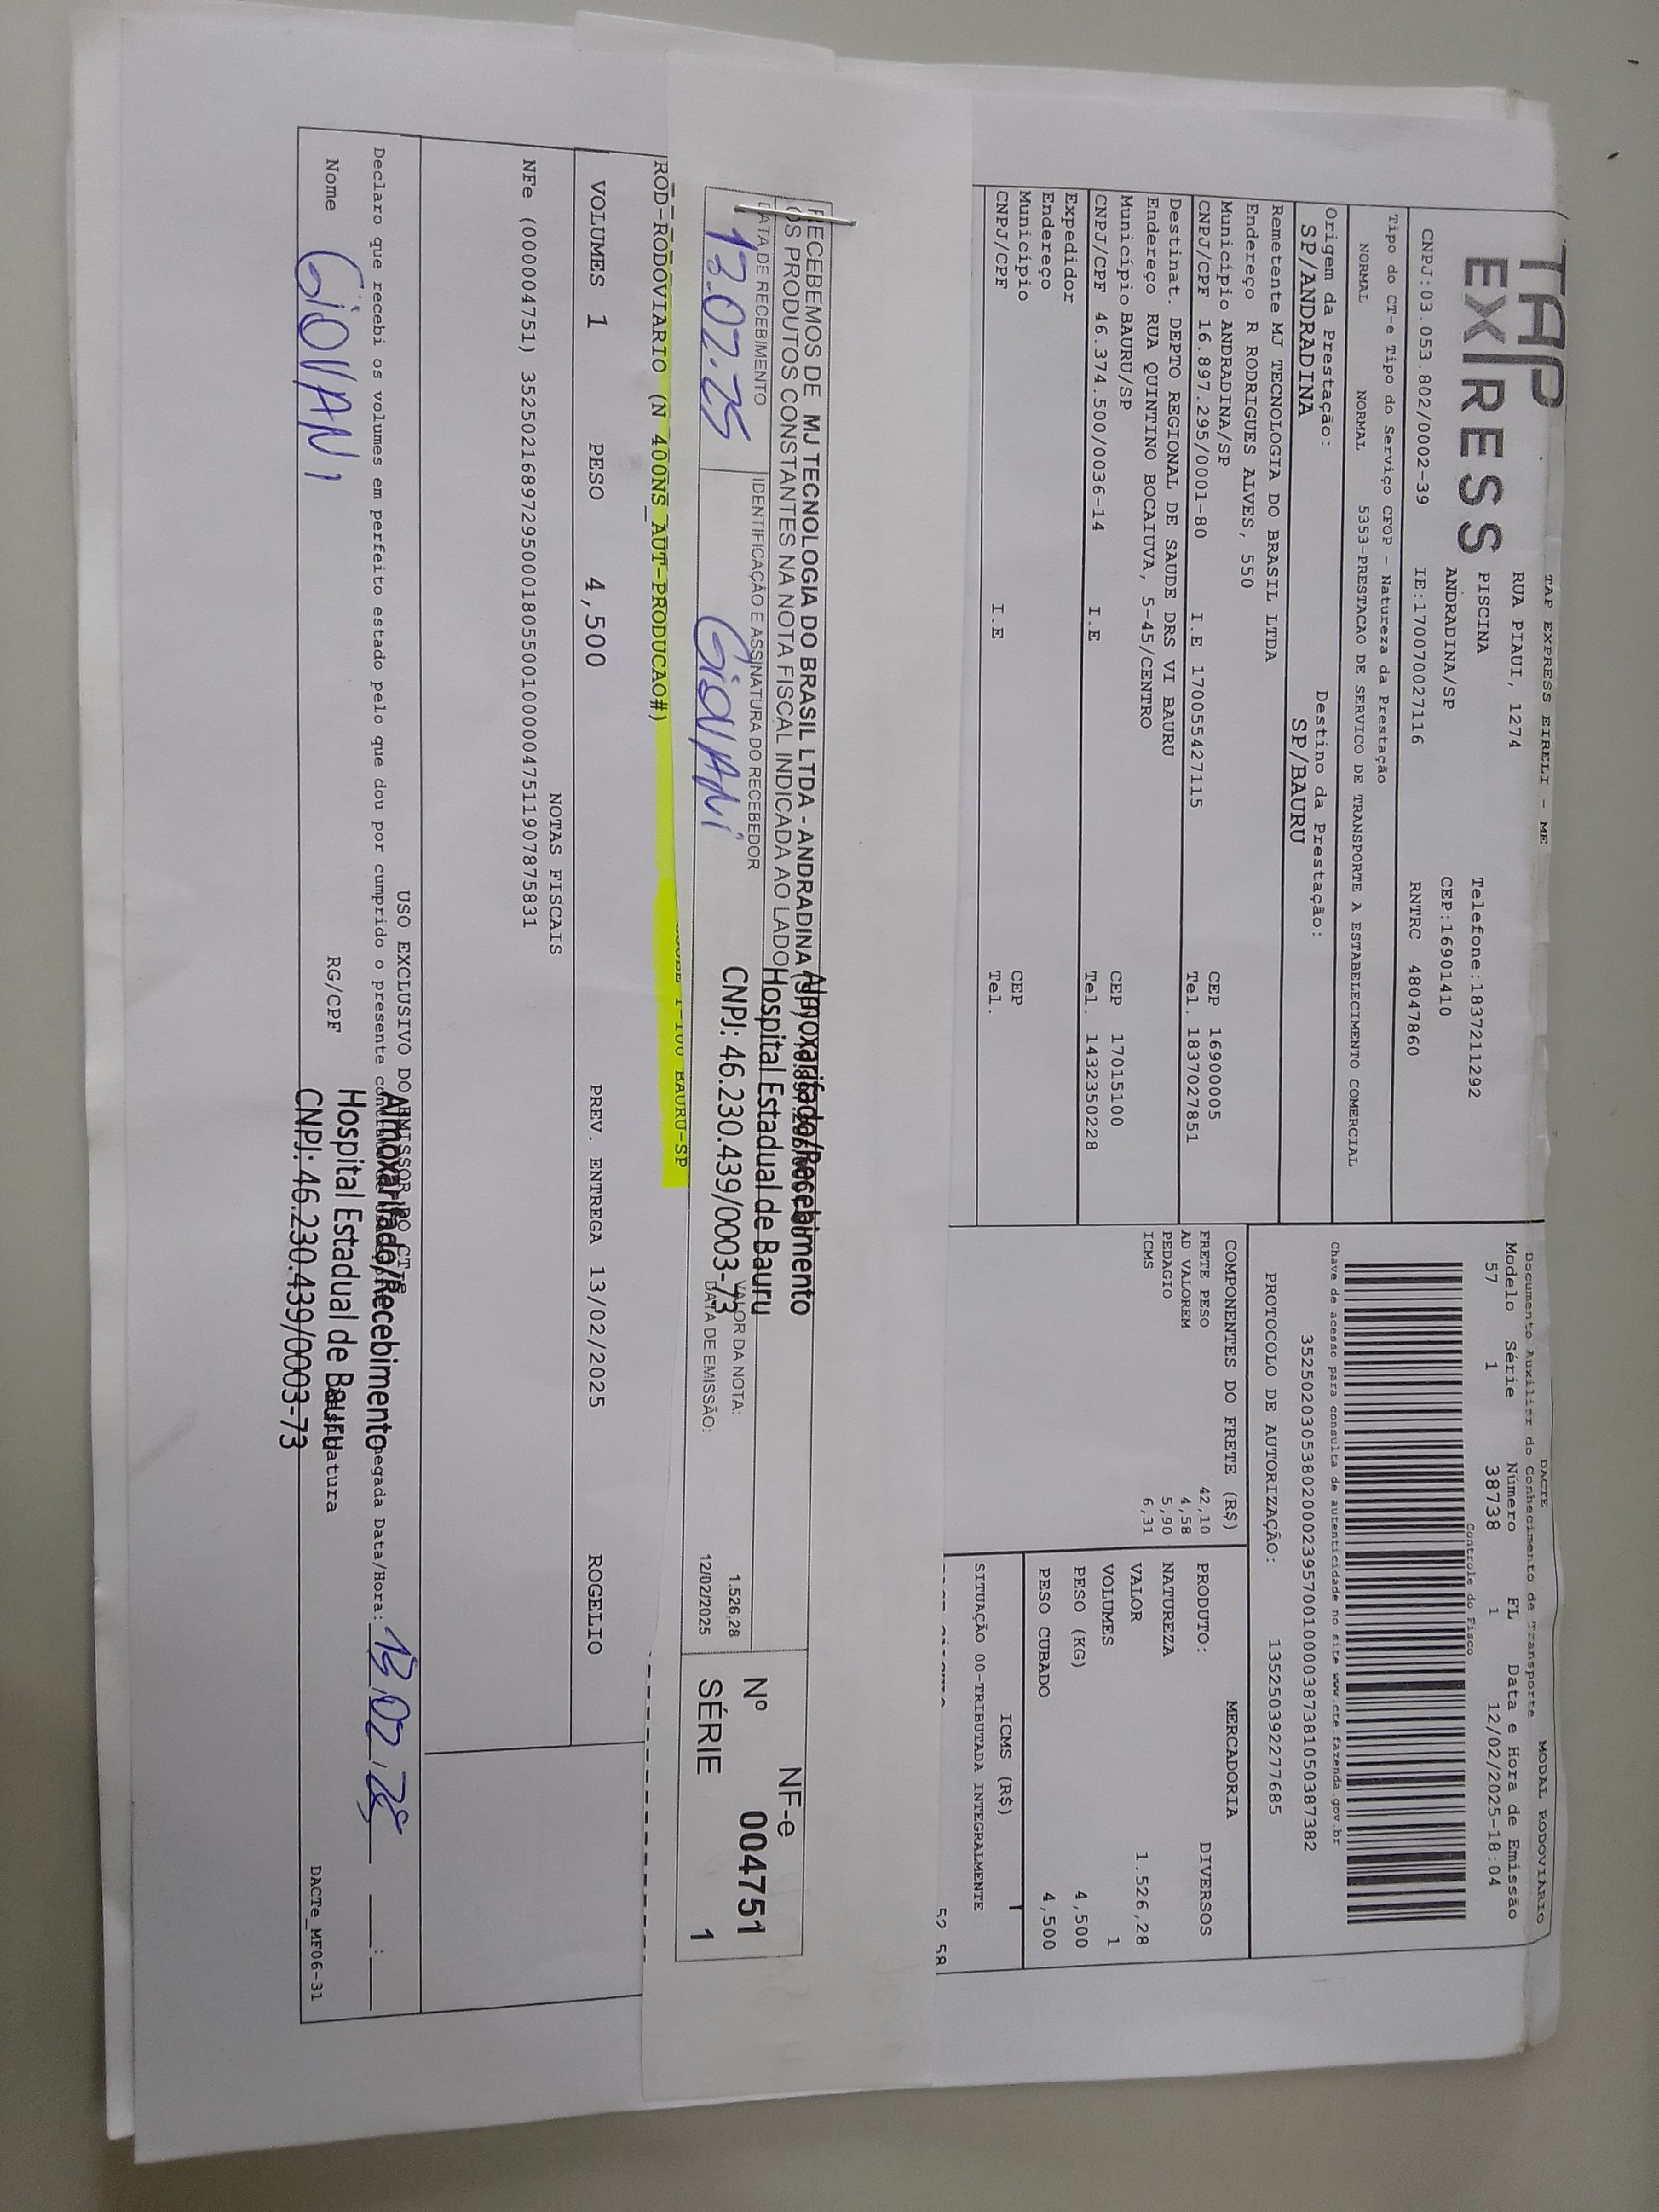 TAP EXPRESS
TAP EXPRESS EIRELI - ME
RUA PIAUI, 1274
PISCINA
ANDRADINA/SP
Telefone:1837211292
CEP:16901410
CNPJ:03.053.802/0002-39 IE:170070027116 RNTRC 48047860
Tipo do CT-e Tipo do Serviço CFOP - Natureza da Prestação
NORMAL NORMAL 5353-PRESTACAO DE SERVICO DE TRANSPORTE A ESTABELECIMENTO COMERCIAL
Origem da Prestação: Destino da Prestação:
SP/ANDRADINA SP/BAURU
Remetente MJ TECNOLOGIA DO BRASIL LTDA
Endereço R RODRIGUES ALVES, 550
Município ANDRADINA/SP CEP 16900005
CNPJ/CPF 16.897.295/0001-80 I.E 170055427115 Tel. 1837027851
Destinat. DEPTO REGIONAL DE SAUDE DRS VI BAURU
Endereço RUA QUINTINO BOCAIUVA, 5-45/CENTRO
Município BAURU/SP CEP 17015100
CNPJ/CPF 46.374.500/0036-14 I.E Tel. 1432350228
Expedidor
Endereço
Município CEP
CNPJ/CPF I.E Tel.
DACTE MODAL RODOVIÁRIO
Documento Auxiliar do Conhecimento de Transporte
Modelo Série Número FL Data e Hora de Emissão
57 1 38738 1 12/02/2025-18:04
Controle do Fisco
Chave de acesso para consulta de autenticidade no site www.cte.fazenda.gov.br
35250203053802000239570010000387381050387382
PROTOCOLO DE AUTORIZAÇÃO: 135250392277685
COMPONENTES DO FRETE (R$)
FRETE PESO 42,10
AD VALOREM 4,58
PEDAGIO 5,90
ICMS 6,31
MERCADORIA
PRODUTO: DIVERSOS
NATUREZA
VALOR 1.526,28
VOLUMES 1
PESO (KG) 4,500
PESO CUBADO 4,500
ICMS (R$)
SITUAÇÃO 00-TRIBUTADA INTEGRALMENTE
52,58
RECEBEMOS DE MJ TECNOLOGIA DO BRASIL LTDA - ANDRADINA
OS PRODUTOS CONSTANTES NA NOTA FISCAL INDICADA AO LADO
DATA DE RECEBIMENTO IDENTIFICAÇÃO E ASSINATURA DO RECEBEDOR
13.02.25 GiOVANi
Almoxarifado/Recebimento
Hospital Estadual de Bauru
CNPJ: 46.230.439/0003-73
VALOR DA NOTA: 1.526,28
DATA DE EMISSÃO: 12/02/2025
NF-e
Nº 004751
SÉRIE 1
BAURU-SP
ROD-RODOVIARIO (N 400NS_AUT-PRODUCAO#)
VOLUMES 1 PESO 4,500 PREV. ENTREGA 13/02/2025 ROGELIO
NOTAS FISCAIS
NFe (000004751) 35250216897295000180550010000047511907875831
USO EXCLUSIVO DO EMISSOR DO CT-E
Declaro que recebi os volumes em perfeito estado pelo que dou por cumprido o presente
Chegada Data/Hora: 13.02.25
Almoxarifado/Recebimento
Hospital Estadual de Bauru
CNPJ: 46.230.439/0003-73
Nome GiOVANi RG/CPF Assinatura
DACTe_MF06-31